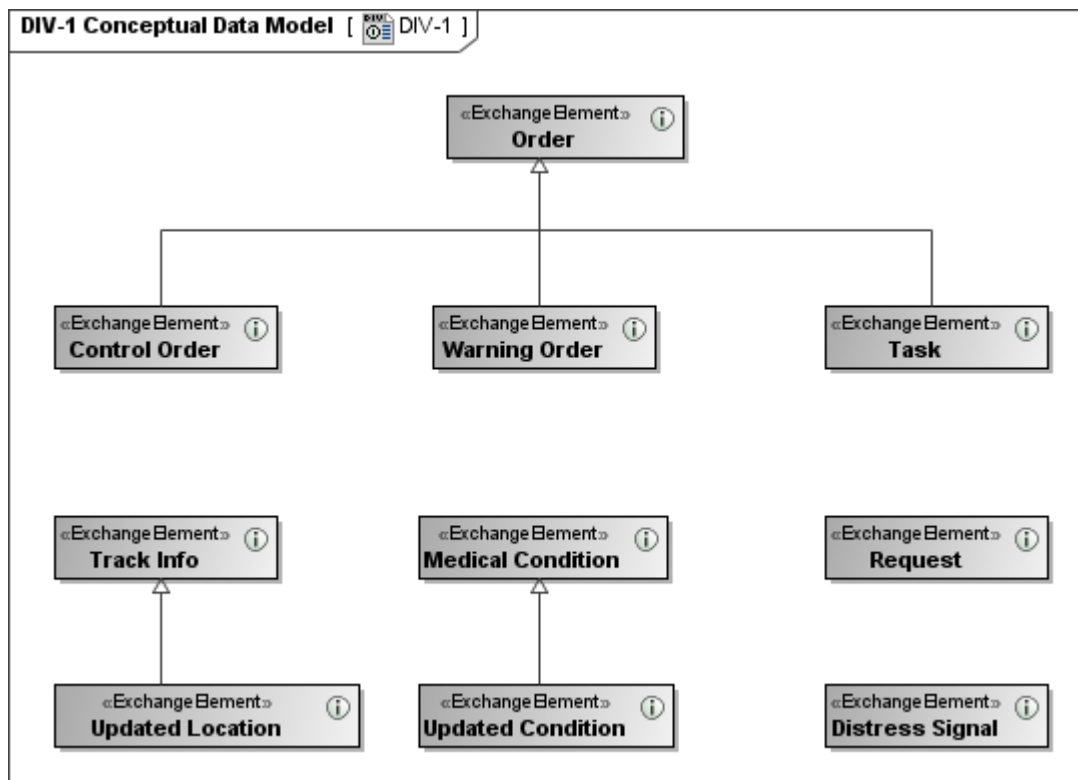 DIV-1 Conceptual Data Model [ DIV-1 ]
«ExchangeElement»
Order
«ExchangeElement»
Control Order
«ExchangeElement»
Warning Order
«ExchangeElement»
Task
«ExchangeElement»
Track Info
«ExchangeElement»
Medical Condition
«ExchangeElement»
Request
«ExchangeElement»
Updated Location
«ExchangeElement»
Updated Condition
«ExchangeElement»
Distress Signal